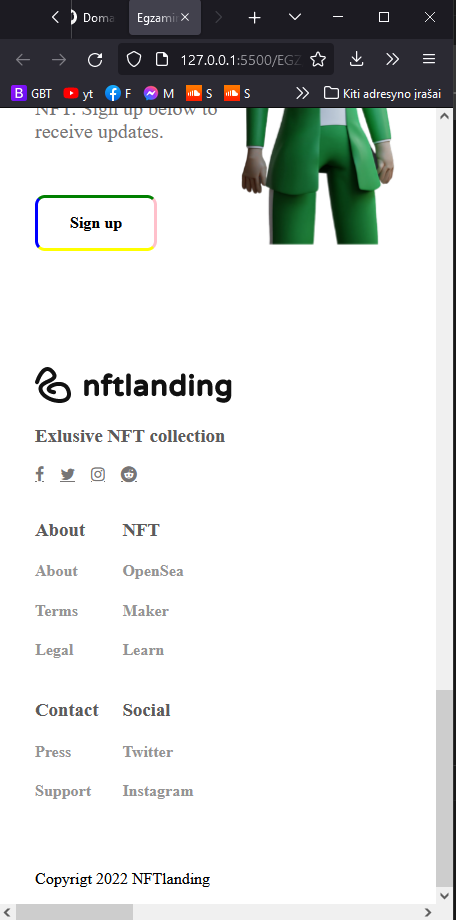 Doma
Egzamin
127.0.0.1:5500/EGZ
B GBT
yt
F
M
S
S
Kiti adresyno įrašai
NFT. Sign up below to
receive updates.
Sign up
nftlanding
Exlusive NFT collection
About NFT
About OpenSea
Terms Maker
Legal Learn
Contact Social
Press Twitter
Support Instagram
Copyrigt 2022 NFTlanding